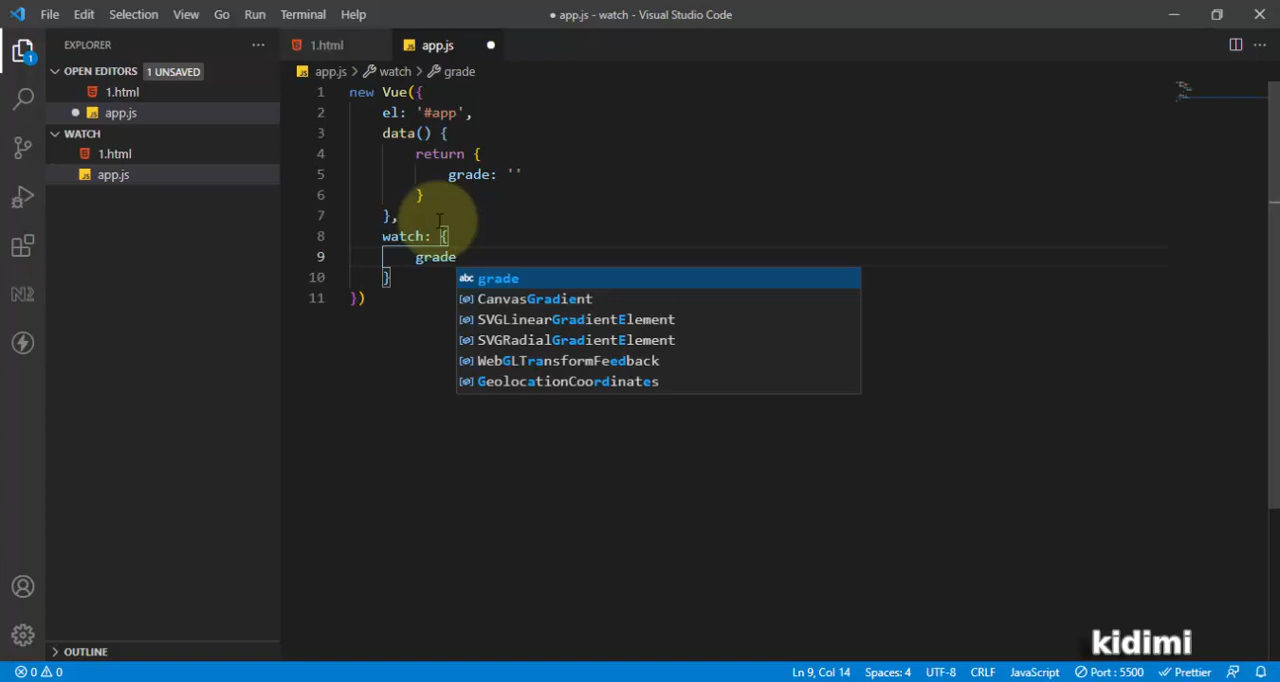 File Edit Selection View Go Run Terminal Help
● app.js - watch - Visual Studio Code
1
EXPLORER
OPEN EDITORS 1 UNSAVED
1.html
app.js
WATCH
1.html
app.js
OUTLINE
1.html
app.js
app.js > watch > grade
1 new Vue({
2 el: '#app',
3 data() {
4 return {
5 grade: ''
6 }
7 },
8 watch: {
9 grade
10 }
11 })
abc grade
CanvasGradient
SVGLinearGradientElement
SVGRadialGradientElement
WebGLTransformFeedback
GeolocationCoordinates
kidimi
0 0 Ln 9, Col 14 Spaces: 4 UTF-8 CRLF JavaScript Port : 5500 Prettier